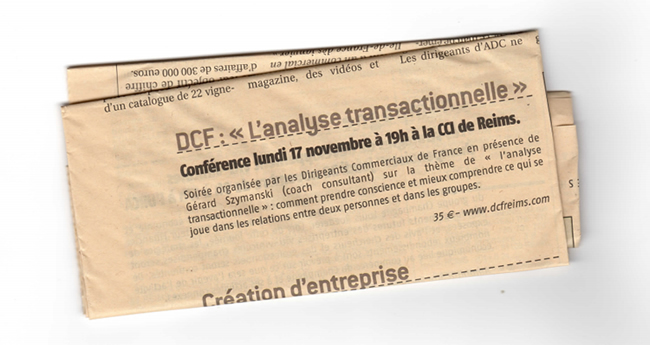 d'affaires de 300 000 euros.
d'un catalogue de 22 vigne-
magazine, des vidéos et
Les dirigeants d'ADC ne
DCF : « L'analyse transactionnelle »
Conférence lundi 17 novembre à 19h à la CCI de Reims.
Soirée organisée par les Dirigeants Commerciaux de France en présence de
Gérard Szymanski (coach consultant) sur la thème de « l'analyse
transactionnelle » : comment prendre conscience et mieux comprendre ce qui se
joue dans les relations entre deux personnes et dans les groupes.
35 €– www.dcfreims.com
Création d'entreprise